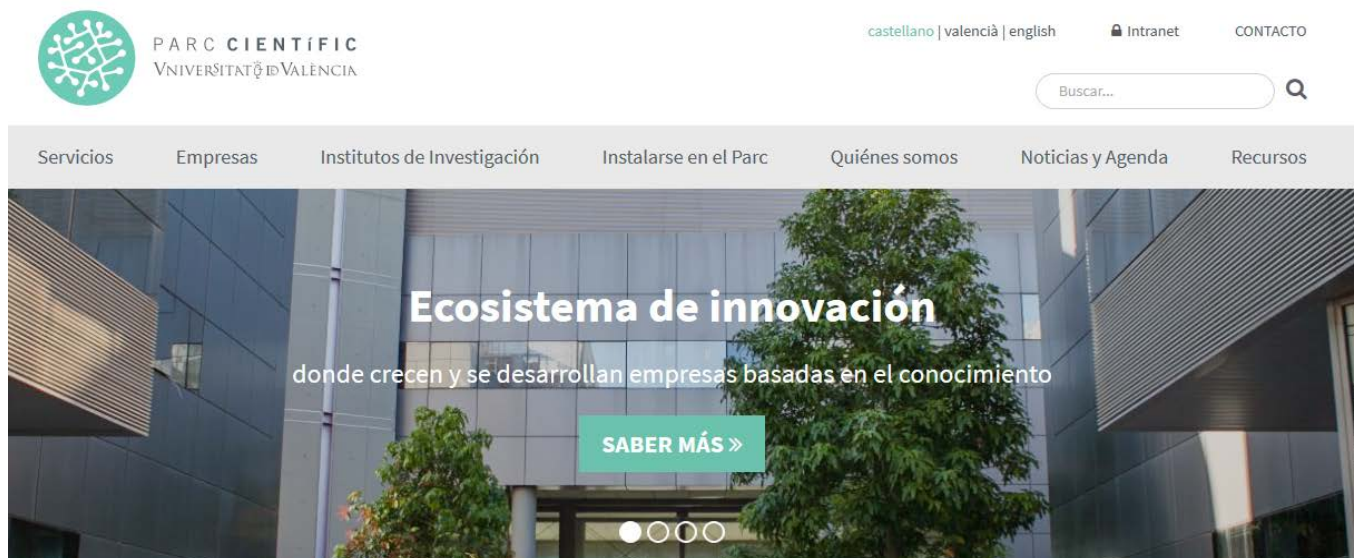 PARC CIENTÍFIC
VNIVERSITAT DE VALÈNCIA
castellano | valencià | english
Intranet
CONTACTO
Buscar...
Servicios
Empresas
Institutos de Investigación
Instalarse en el Parc
Quiénes somos
Noticias y Agenda
Recursos
Ecosistema de innovación
donde crecen y se desarrollan empresas basadas en el conocimiento
SABER MÁS »